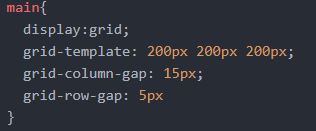 main{
  display:grid;
  grid-template: 200px 200px 200px;
  grid-column-gap: 15px;
  grid-row-gap: 5px
}